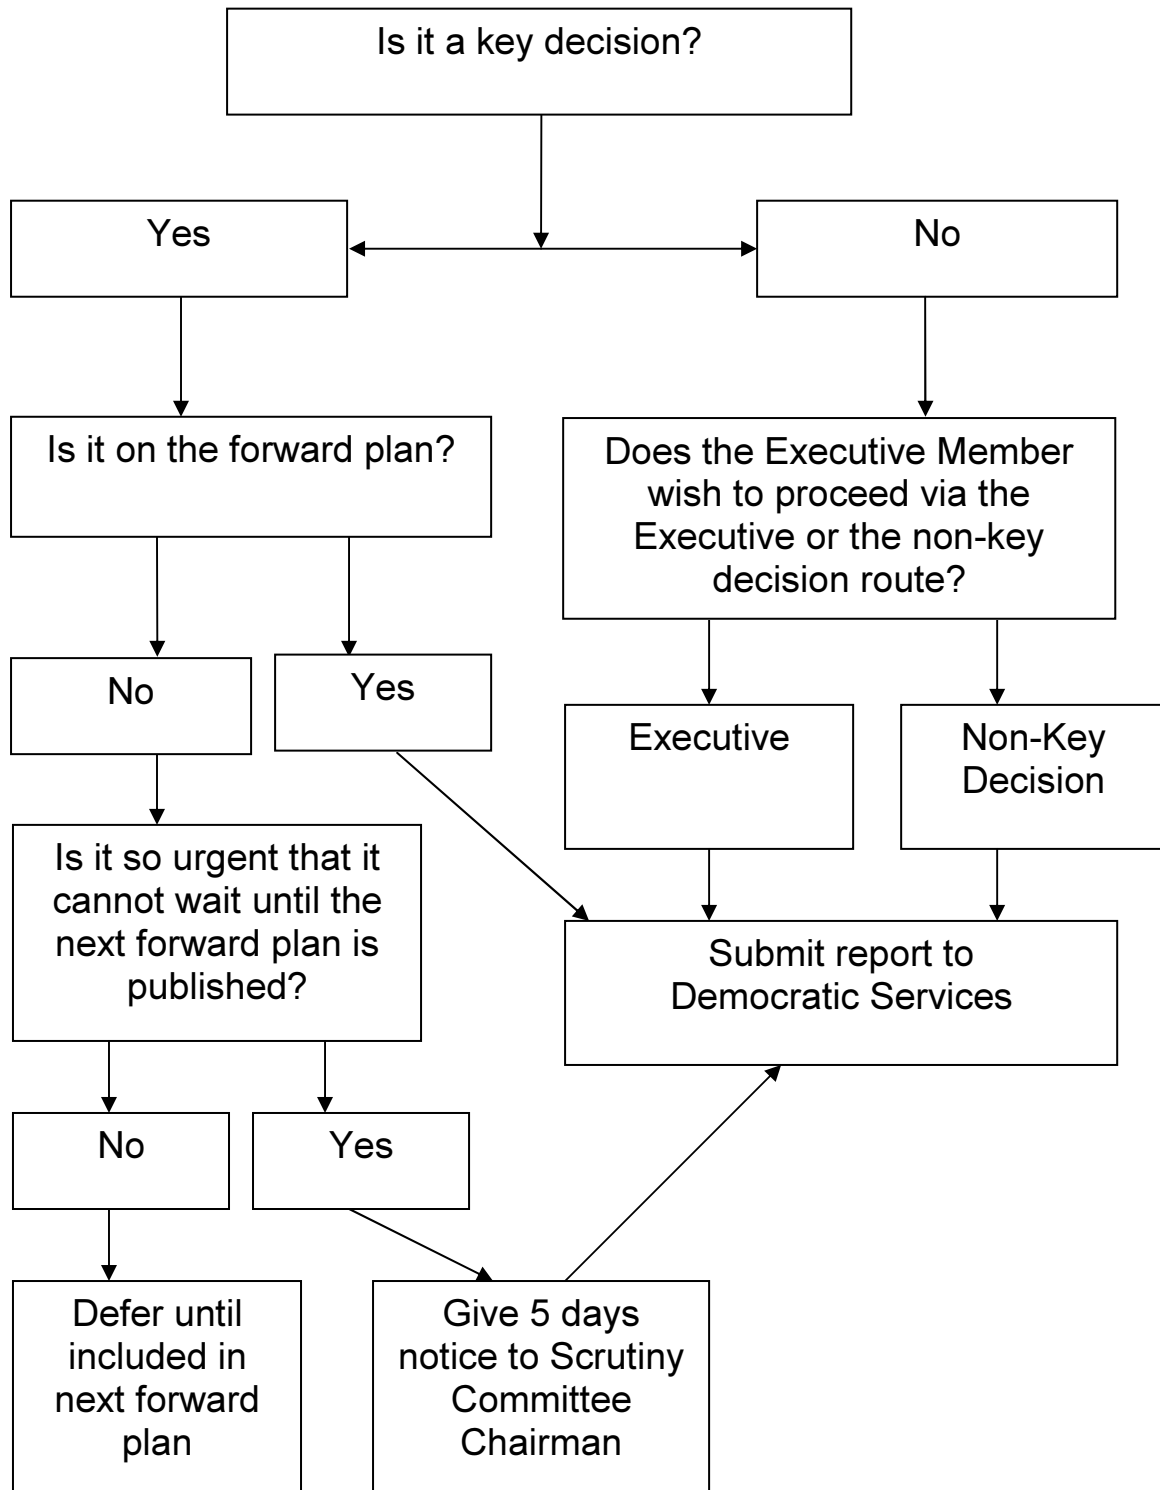 Is it a key decision?
Yes
No
Is it on the forward plan?
Does the Executive Member
wish to proceed via the
Executive or the non-key
decision route?
No
Yes
Executive
Non-Key
Decision
Is it so urgent that it
cannot wait until the
next forward plan is
published?
Submit report to
Democratic Services
No
Yes
Defer until
included in
next forward
plan
Give 5 days
notice to Scrutiny
Committee
Chairman